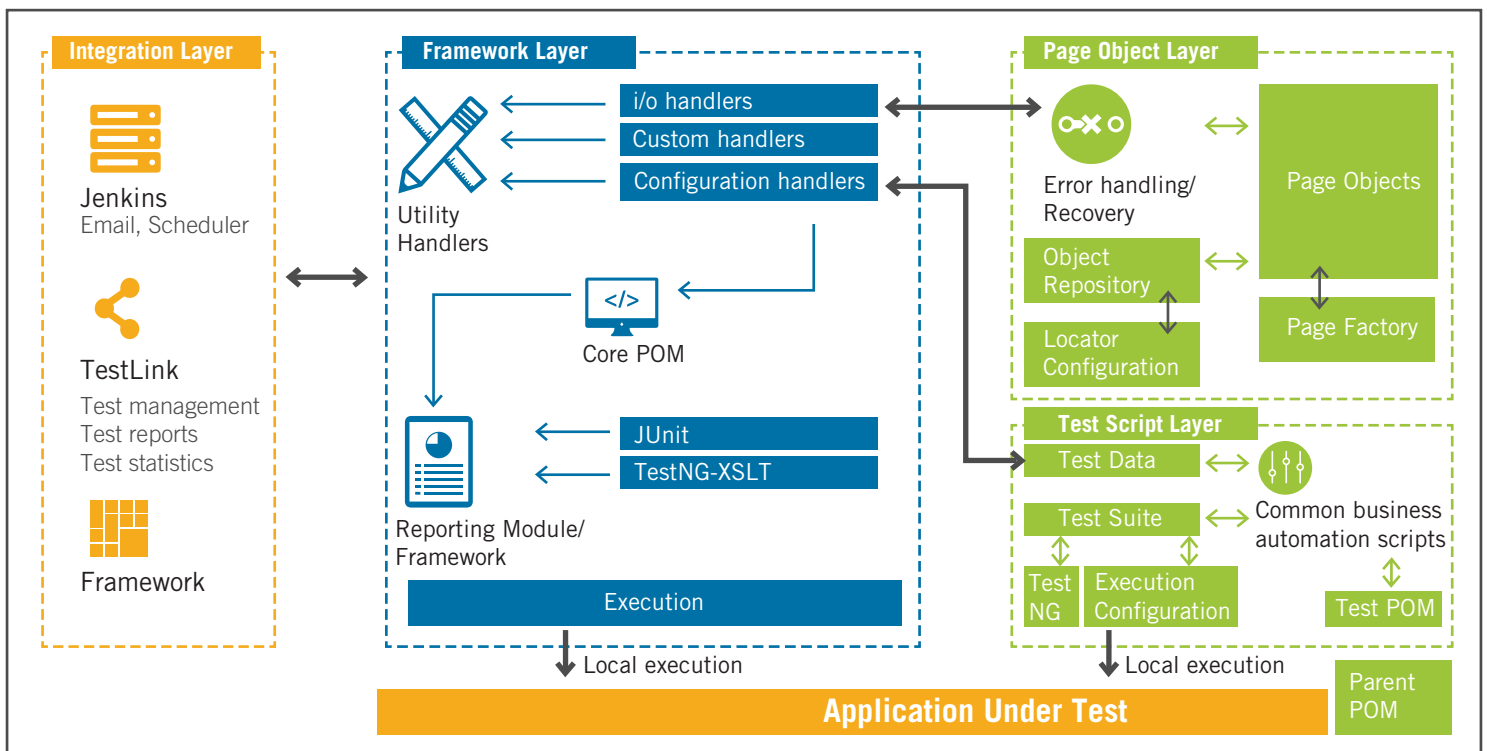 Integration Layer
Jenkins
Email, Scheduler
TestLink
Test management
Test reports
Test statistics
Framework
Framework Layer
i/o handlers
Custom handlers
Configuration handlers
Utility
Handlers
</>
Core POM
JUnit
TestNG-XSLT
Reporting Module/
Framework
Execution
Local execution
Page Object Layer
Error handling/
Recovery
Page Objects
Object
Repository
Locator
Configuration
Page Factory
Test Script Layer
Test Data
Test Suite
Common business
automation scripts
Test
NG
Execution
Configuration
Test POM
Local execution
Application Under Test
Parent
POM